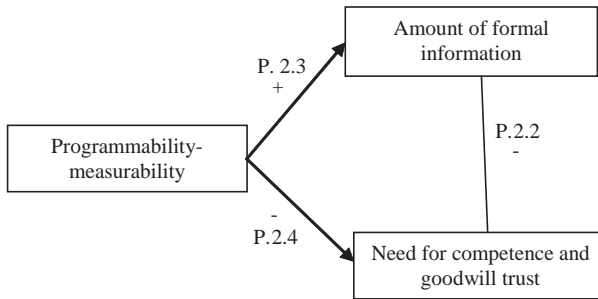 Amount of formal
information
P. 2.3
+
P.2.2
-
Programmability-
measurability
-
P.2.4
Need for competence and
goodwill trust